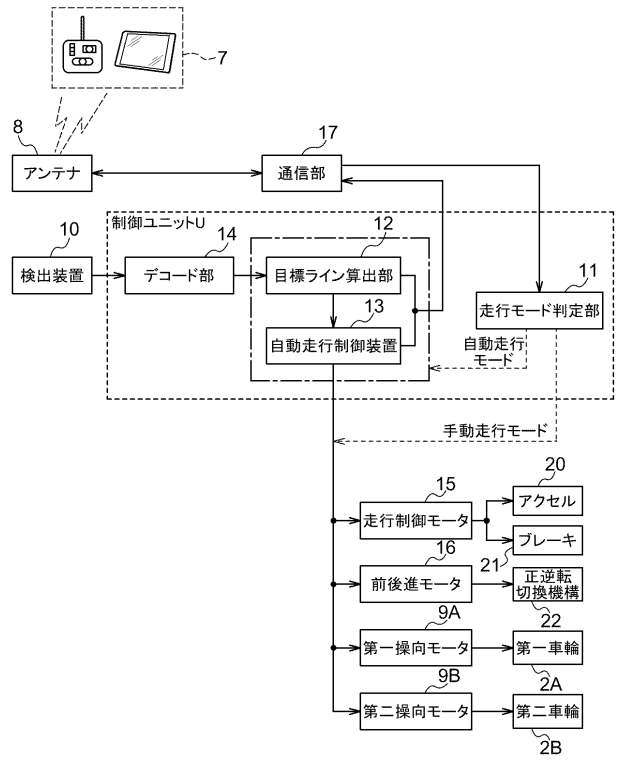 7
8
アンテナ
17
通信部
制御ユニットU
10
検出装置
14
デコード部
12
目標ライン算出部
13
自動走行制御装置
11
走行モード判定部
自動走行
モード
手動走行モード
15
走行制御モータ
20
アクセル
ブレーキ
21
16
前後進モータ
正逆転
切換機構
22
9A
第一操向モータ
第一車輪
2A
9B
第二操向モータ
第二車輪
2B